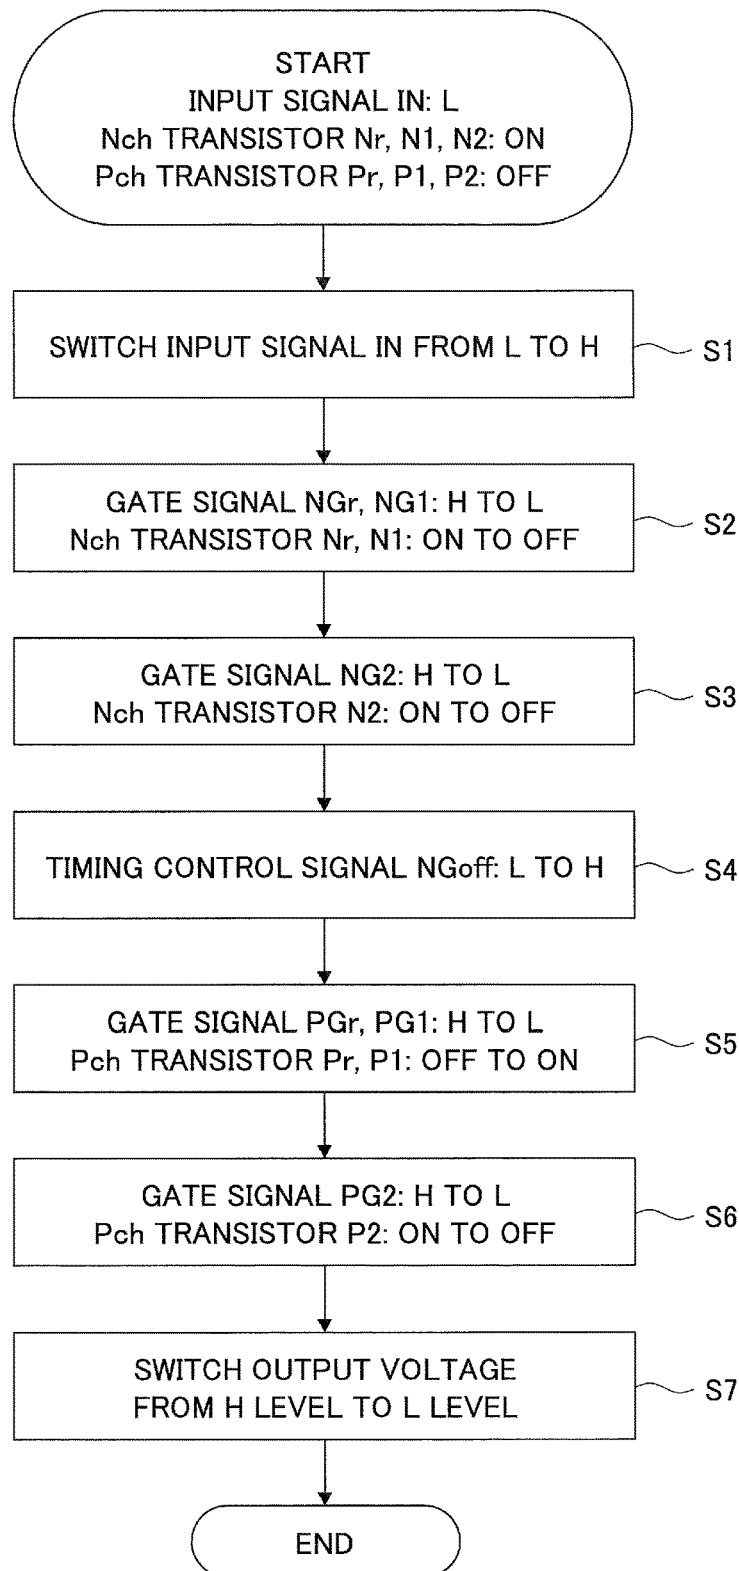 START
INPUT SIGNAL IN: L
Nch TRANSISTOR Nr, N1, N2: ON
Pch TRANSISTOR Pr, P1, P2: OFF
SWITCH INPUT SIGNAL IN FROM L TO H
S1
GATE SIGNAL NGr, NG1: H TO L
Nch TRANSISTOR Nr, N1: ON TO OFF
S2
GATE SIGNAL NG2: H TO L
Nch TRANSISTOR N2: ON TO OFF
S3
TIMING CONTROL SIGNAL NGoff: L TO H
S4
GATE SIGNAL PGr, PG1: H TO L
Pch TRANSISTOR Pr, P1: OFF TO ON
S5
GATE SIGNAL PG2: H TO L
Pch TRANSISTOR P2: ON TO OFF
S6
SWITCH OUTPUT VOLTAGE
FROM H LEVEL TO L LEVEL
S7
END